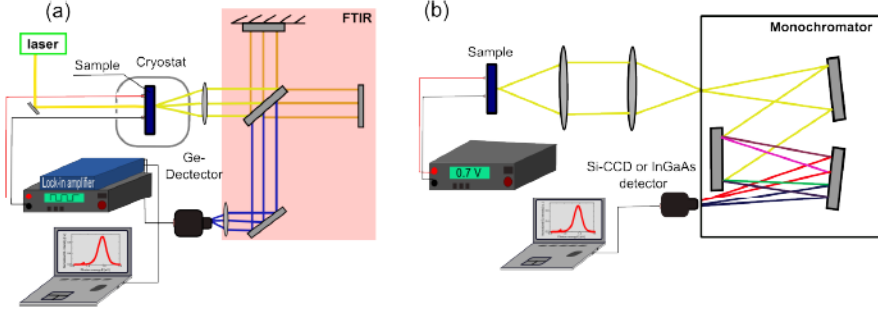 (a)
FTIR
laser
Sample
Cryostat
Ge-
Dectector
Lock-in amplifier
(b)
Monochromator
Sample
0.7 V
Si-CCD or InGaAs
detector